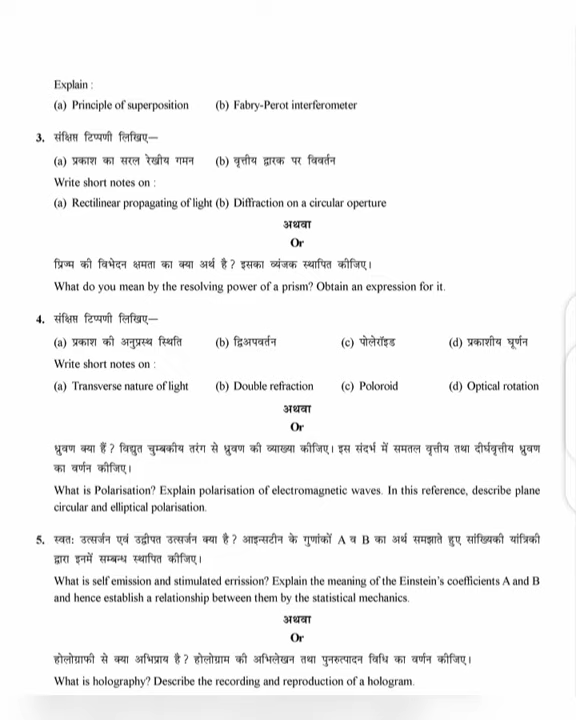 Explain :
(a) Principle of superposition (b) Fabry-Perot interferometer
3. संक्षिप्त टिप्पणी लिखिए—
(a) प्रकाश का सरल रेखीय गमन (b) वृत्तीय द्वारक पर विवर्तन
Write short notes on :
(a) Rectilinear propagating of light (b) Diffraction on a circular operture
अथवा
Or
प्रिज्म की विभेदन क्षमता का क्या अर्थ है ? इसका व्यंजक स्थापित कीजिए।
What do you mean by the resolving power of a prism? Obtain an expression for it.
4. संक्षिप्त टिप्पणी लिखिए—
(a) प्रकाश की अनुप्रस्थ स्थिति (b) द्विअपवर्तन (c) पोलेरॉइड (d) प्रकाशीय घूर्णन
Write short notes on :
(a) Transverse nature of light (b) Double refraction (c) Poloroid (d) Optical rotation
अथवा
Or
ध्रुवण क्या हैं ? विद्युत चुम्बकीय तरंग से ध्रुवण की व्याख्या कीजिए। इस संदर्भ में समतल वृत्तीय तथा दीर्घवृत्तीय ध्रुवण
का वर्णन कीजिए।
What is Polarisation? Explain polarisation of electromagnetic waves. In this reference, describe plane
circular and elliptical polarisation.
5. स्वतः उत्सर्जन एवं उद्दीपत उत्सर्जन क्या है ? आइन्सटीन के गुणांकों A व B का अर्थ समझाते हुए सांख्यिकी यांत्रिकी
द्वारा इनमें सम्बन्ध स्थापित कीजिए।
What is self emission and stimulated errission? Explain the meaning of the Einstein's coefficients A and B
and hence establish a relationship between them by the statistical mechanics.
अथवा
Or
होलोग्राफी से क्या अभिप्राय है ? होलोग्राम की अभिलेखन तथा पुनरुत्पादन विधि का वर्णन कीजिए।
What is holography? Describe the recording and reproduction of a hologram.